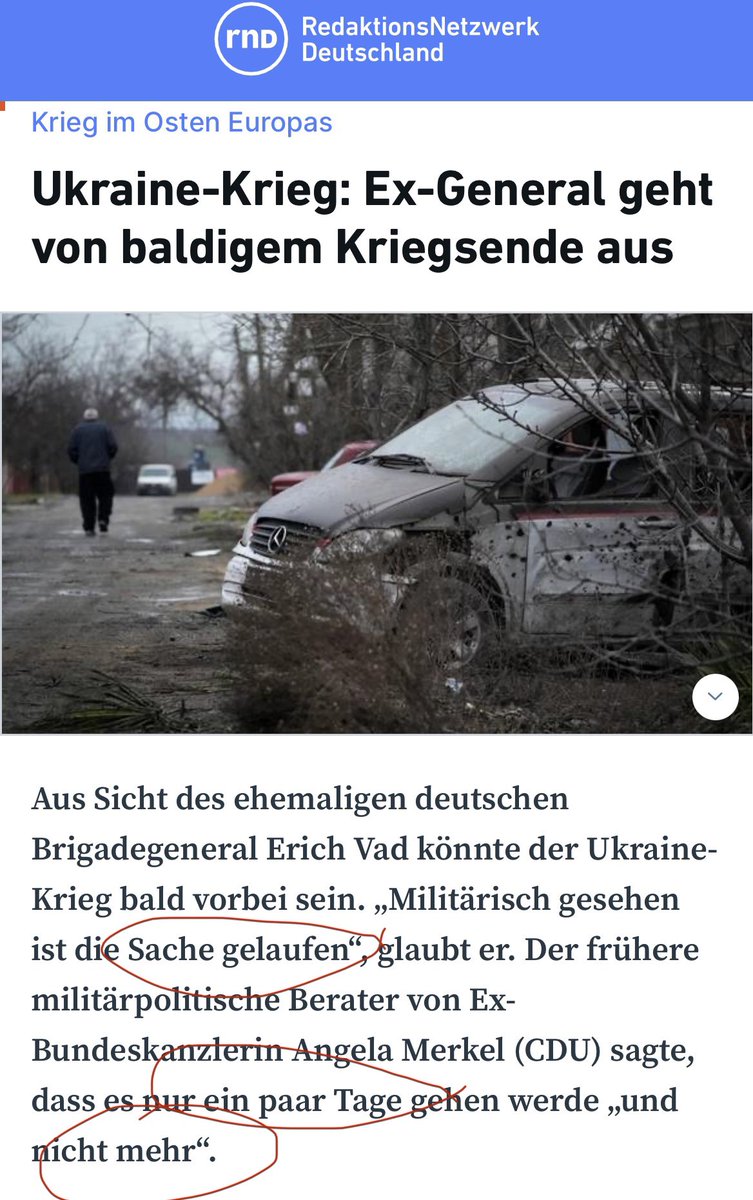 rnd RedaktionsNetzwerk
Deutschland
Krieg im Osten Europas
Ukraine-Krieg: Ex-General geht
von baldigem Kriegsende aus
Aus Sicht des ehemaligen deutschen
Brigadegeneral Erich Vad könnte der Ukraine-
Krieg bald vorbei sein. „Militärisch gesehen
ist die Sache gelaufen“, glaubt er. Der frühere
militärpolitische Berater von Ex-
Bundeskanzlerin Angela Merkel (CDU) sagte,
dass es nur ein paar Tage gehen werde „und
nicht mehr“.